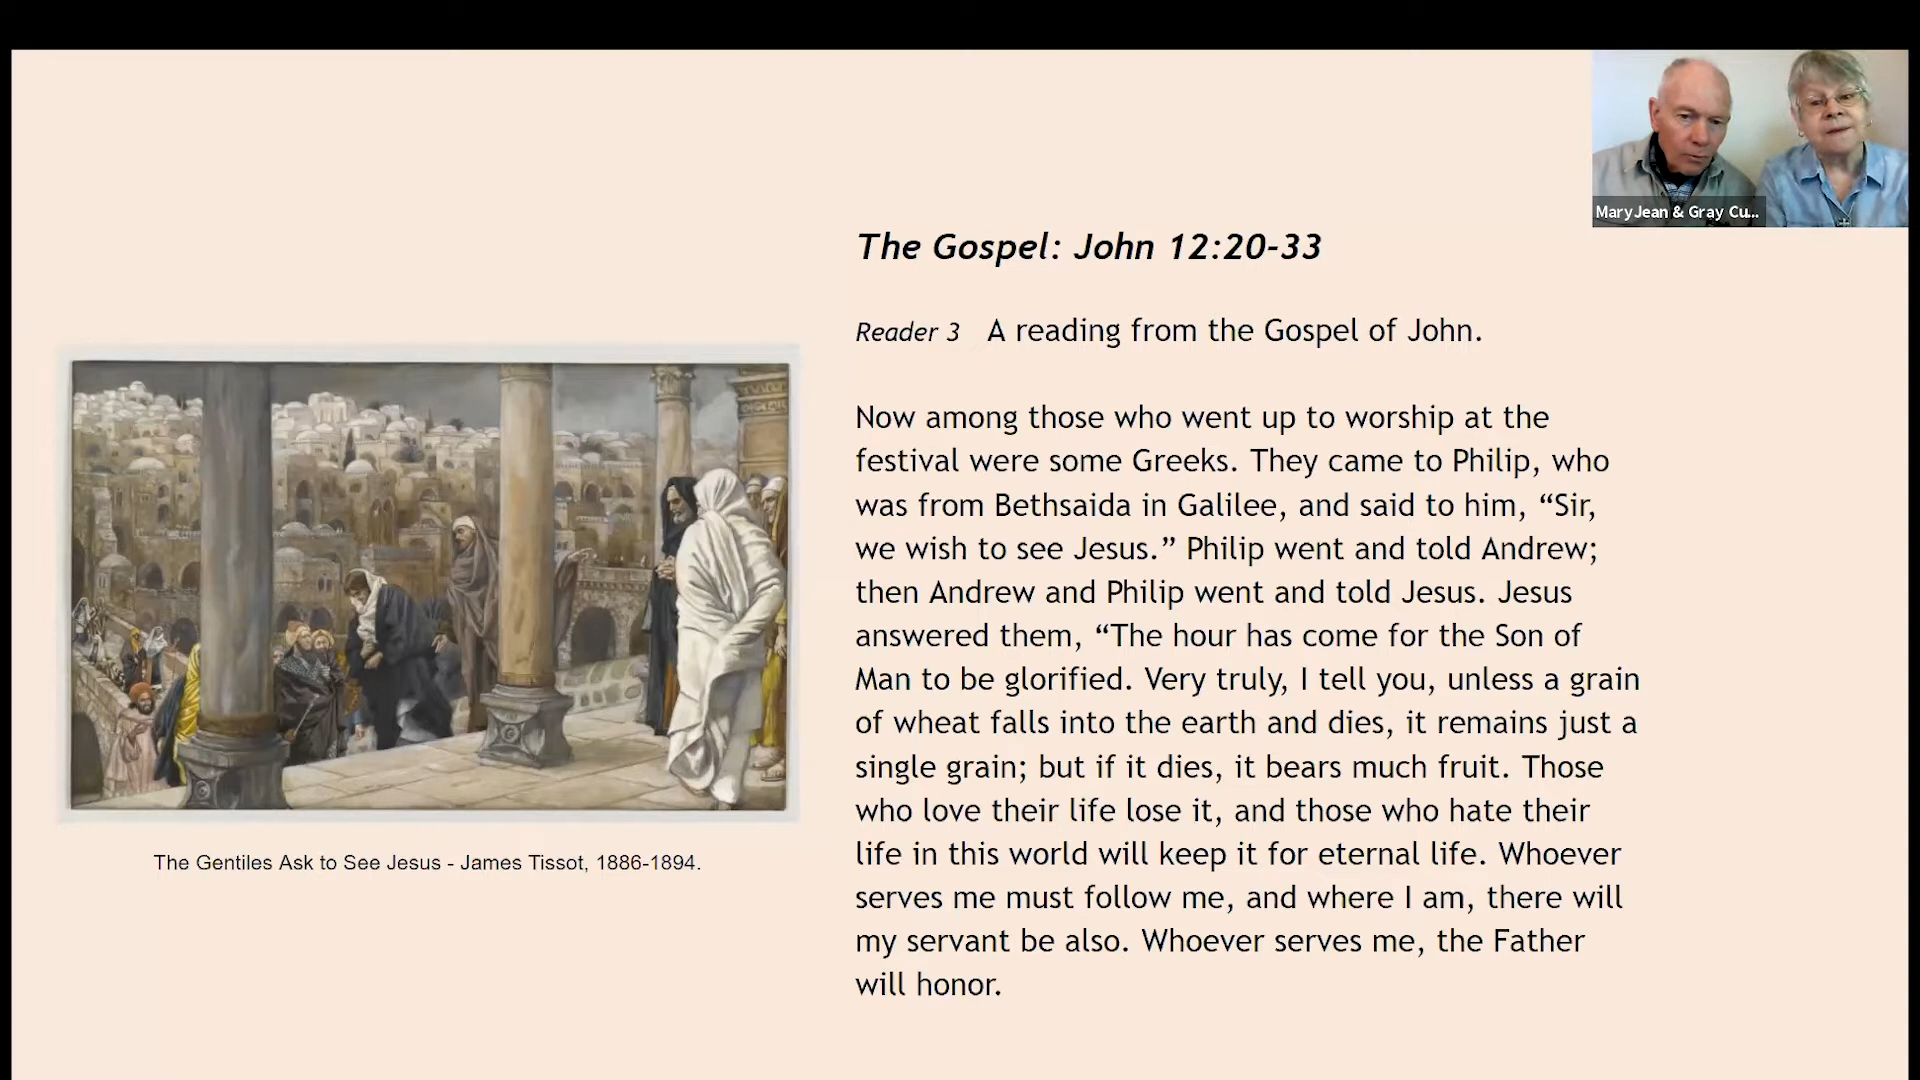 MaryJean & Gray Cu...
The Gospel: John 12:20-33
Reader 3 A reading from the Gospel of John.
Now among those who went up to worship at the
festival were some Greeks. They came to Philip, who
was from Bethsaida in Galilee, and said to him, “Sir,
we wish to see Jesus.” Philip went and told Andrew;
then Andrew and Philip went and told Jesus. Jesus
answered them, “The hour has come for the Son of
Man to be glorified. Very truly, I tell you, unless a grain
of wheat falls into the earth and dies, it remains just a
single grain; but if it dies, it bears much fruit. Those
who love their life lose it, and those who hate their
life in this world will keep it for eternal life. Whoever
serves me must follow me, and where I am, there will
my servant be also. Whoever serves me, the Father
will honor.
The Gentiles Ask to See Jesus - James Tissot, 1886-1894.